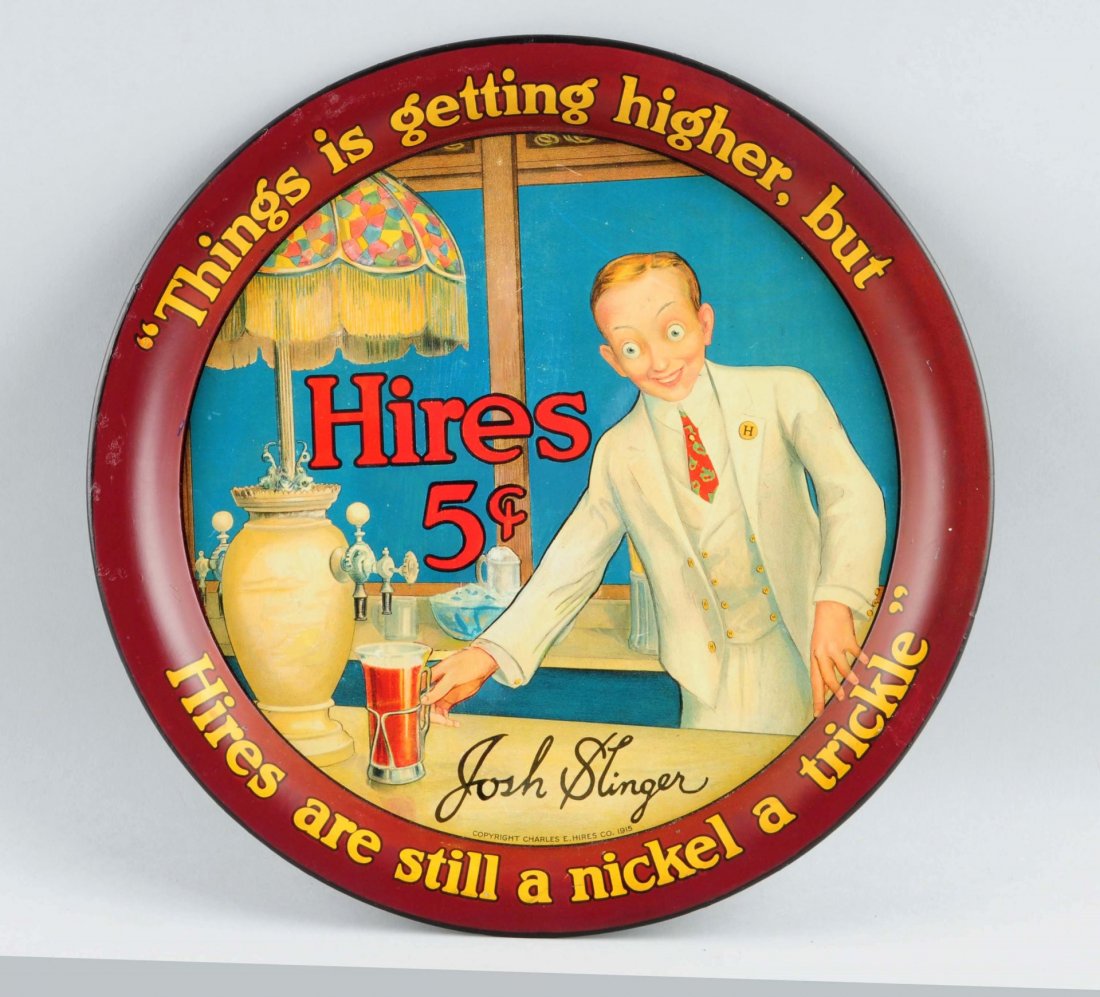 “Things is getting higher, but
Hires
5¢
H
Josh Slinger
COPYRIGHT CHARLES E. HIRES CO. 1915
Hires are still a nickel a trickle”